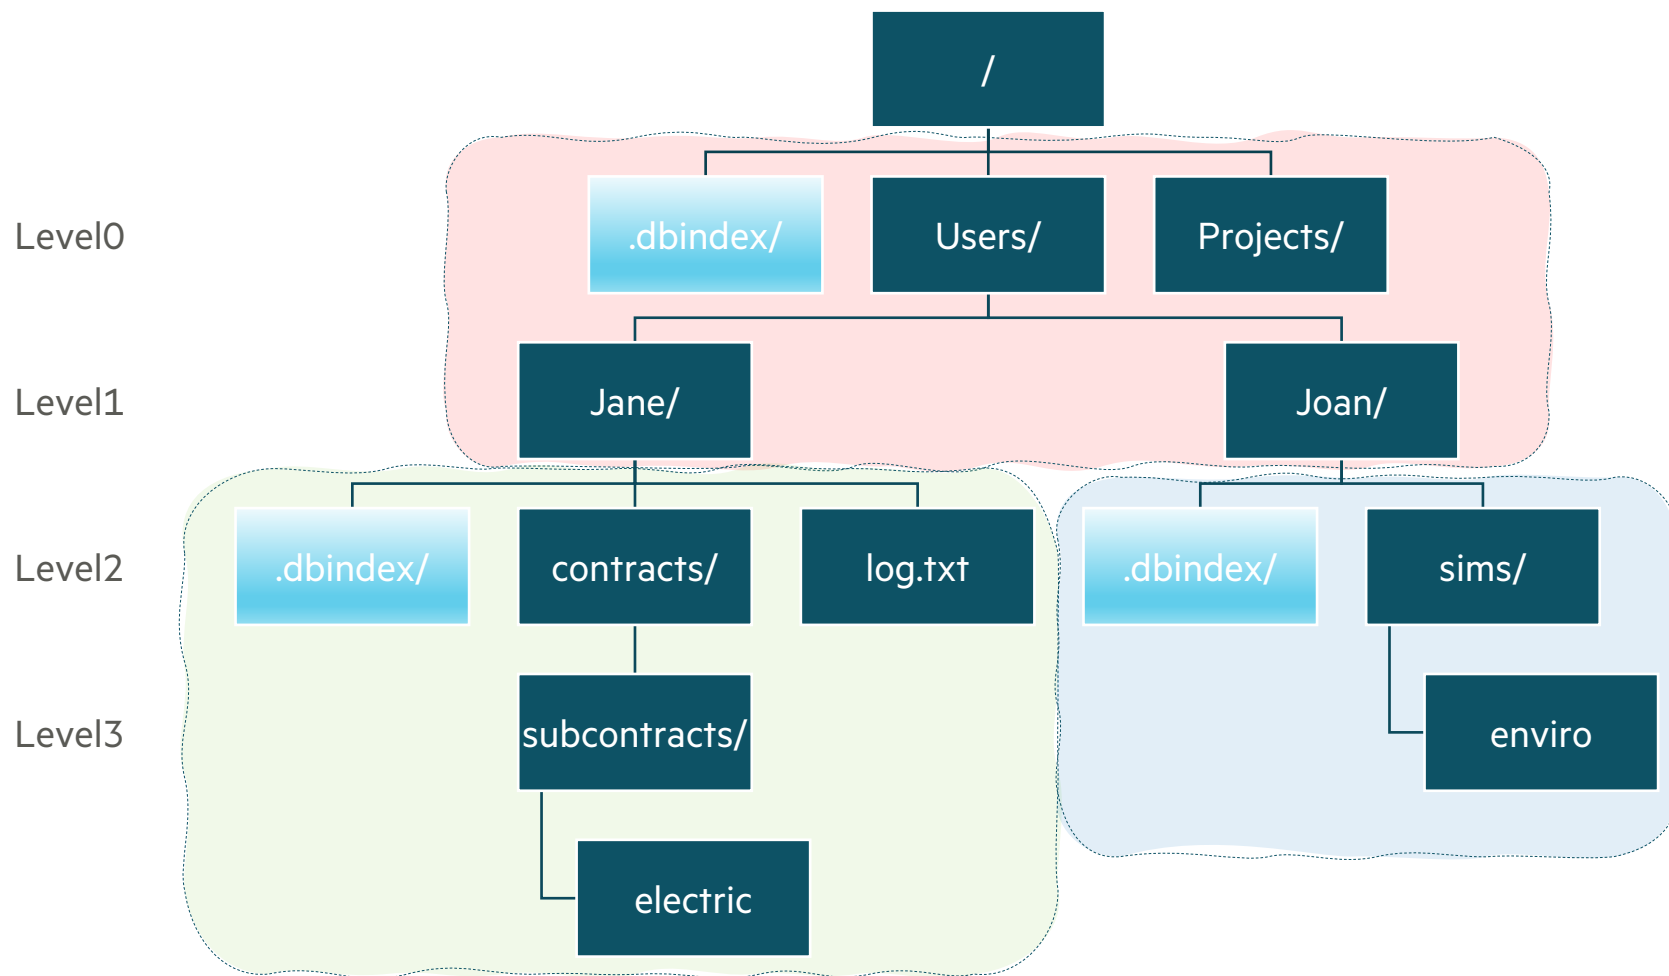 /
Level0
.dbindex/
Users/
Projects/
Level1
Jane/
Joan/
Level2
.dbindex/
contracts/
log.txt
.dbindex/
sims/
Level3
subcontracts/
enviro
electric